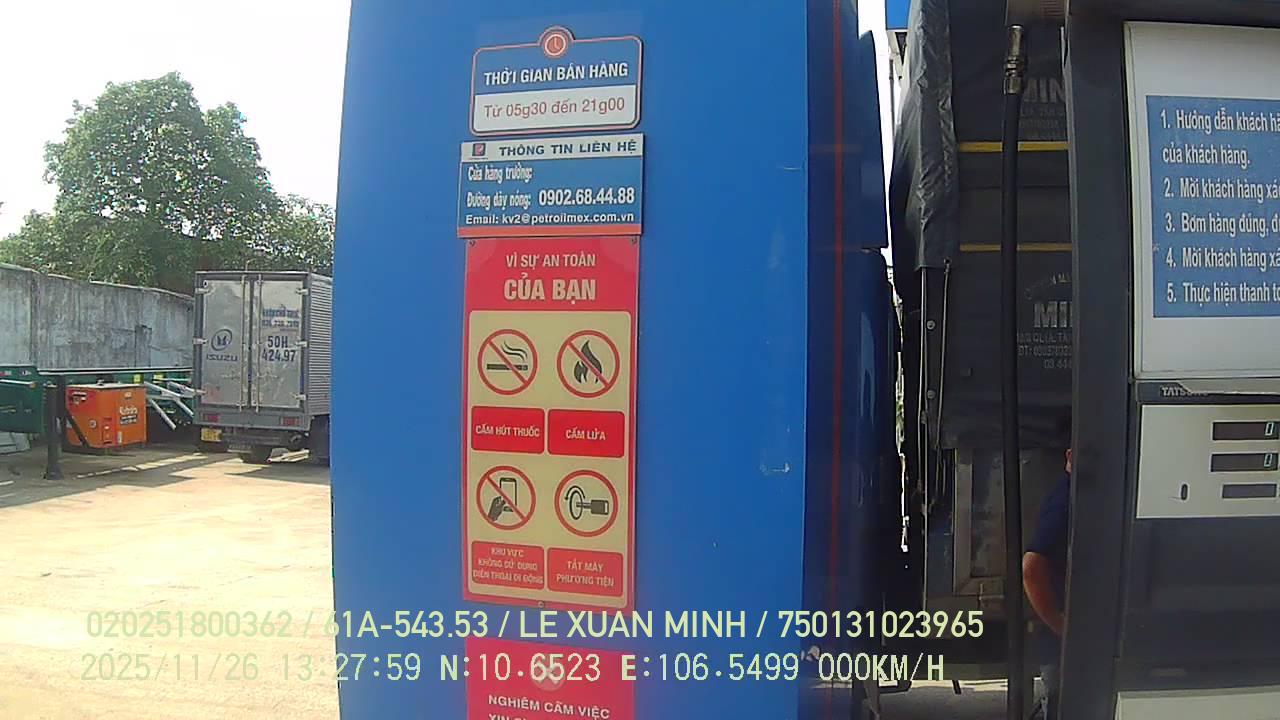 THỜI GIAN BÁN HÀNG
Từ 05g30 đến 21g00
THÔNG TIN LIÊN HỆ
Cửa hàng trưởng:
Đường dây nóng: 0902.68.44.88
Email: kv2@petrolimex.com.vn
VÌ SỰ AN TOÀN
CỦA BẠN
CẤM HÚT THUỐC
CẤM LỬA
KHU VỰC
KHÔNG SỬ DỤNG
ĐIỆN THOẠI DI ĐỘNG
TẮT MÁY
PHƯƠNG TIỆN
NGHIÊM CẤM VIỆC
ISUZU
50H
424.97
Kubota
MIN
MI
1. Hướng dẫn khách hà
của khách hàng.
2. Mời khách hàng xá
3. Bơm hàng đúng, đ
4. Mời khách hàng xá
5. Thực hiện thanh to
TATSU
020251800362 / 61A-543.53 / LE XUAN MINH / 750131023965
2025/11/26 13:27:59 N:10.6523 E:106.5499 000KM/H